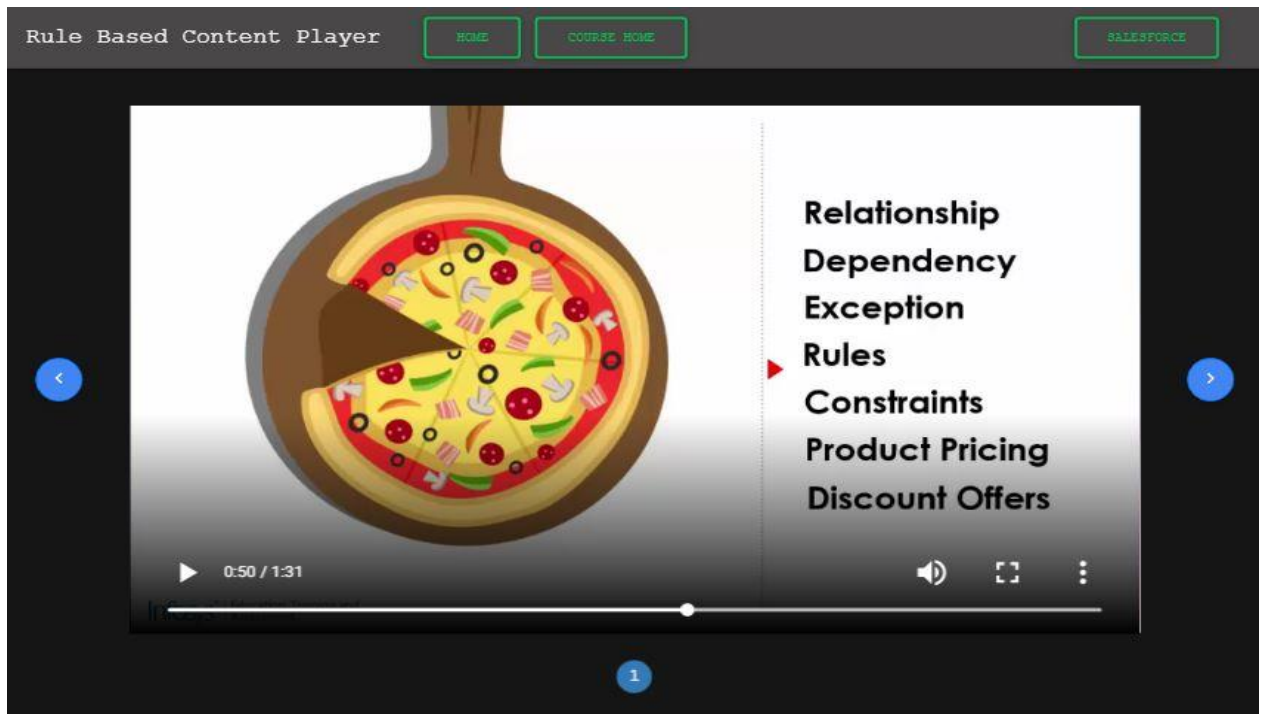 Rule Based Content Player
HOME
COURSE HOME
SALESFORCE
Relationship
Dependency
Exception
Rules
Constraints
Product Pricing
Discount Offers
0:50 / 1:31
1